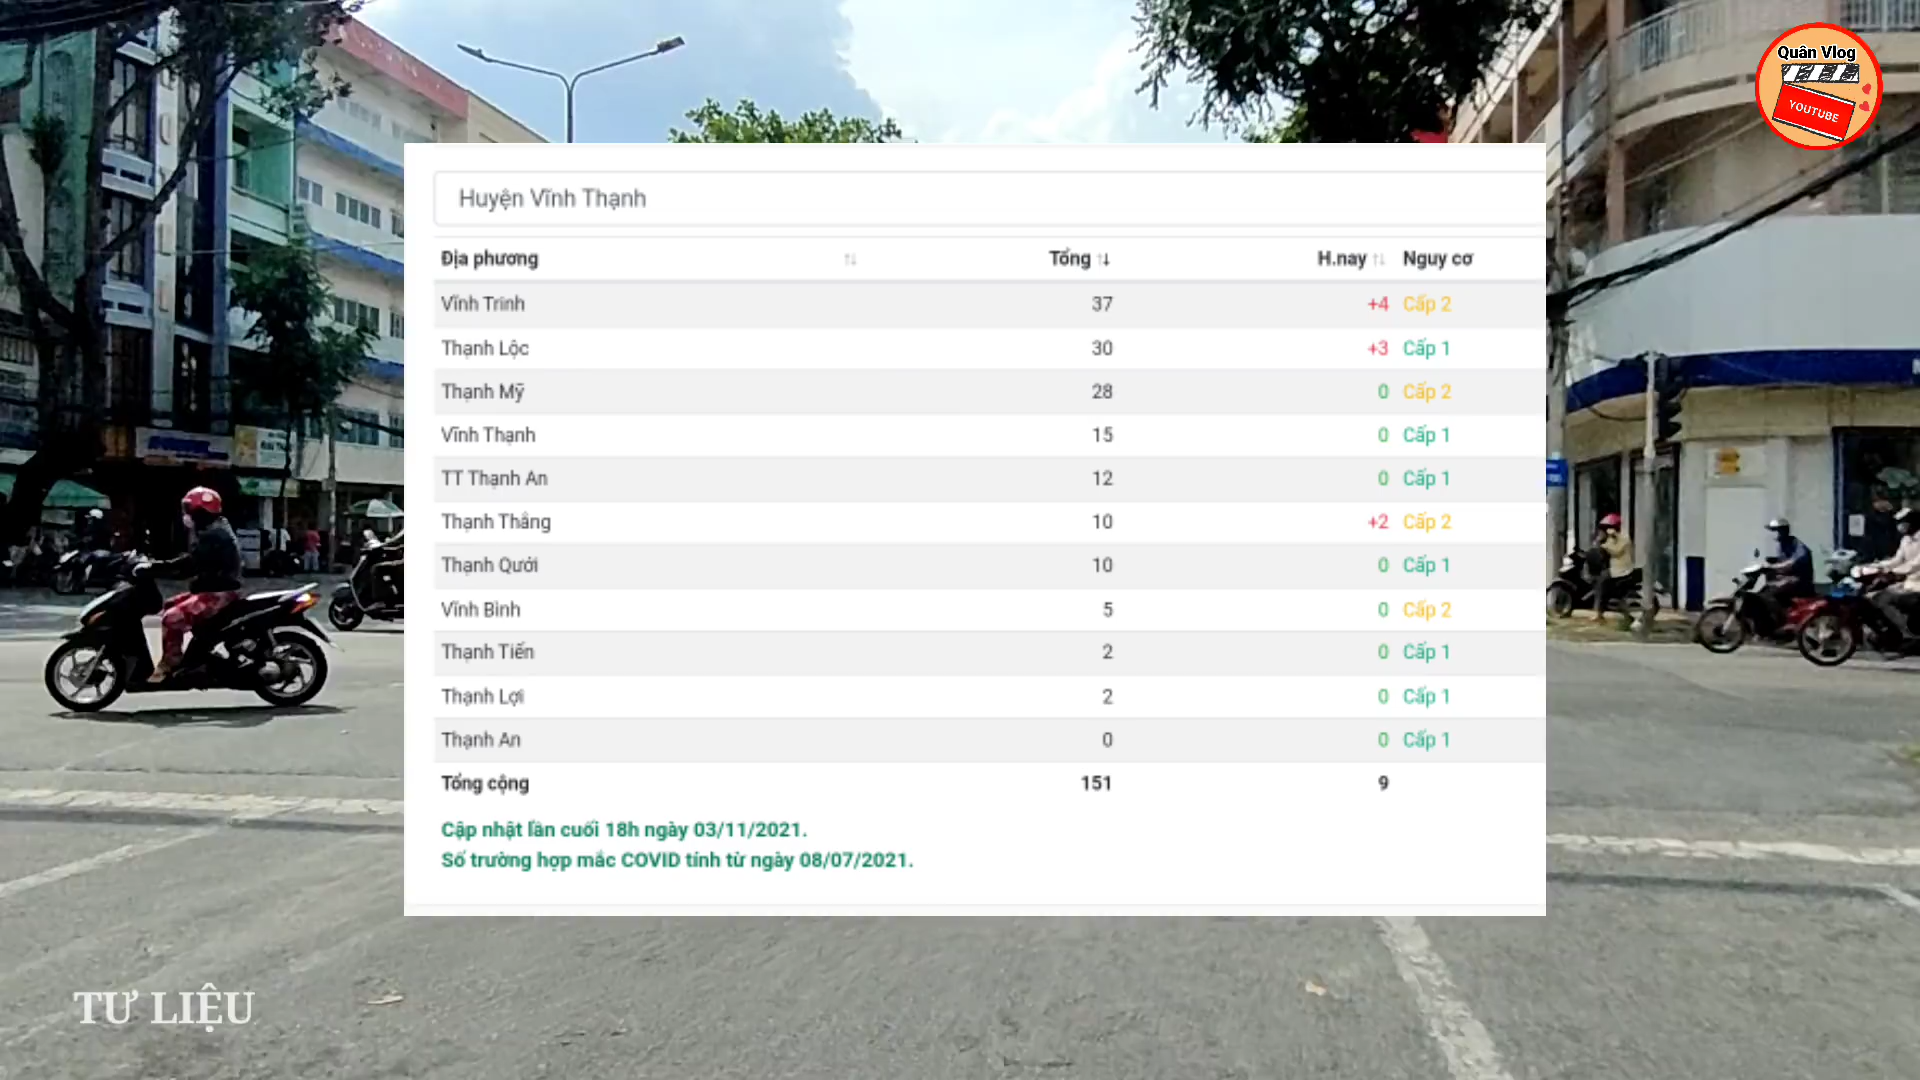 Quân Vlog
YOUTUBE
Huyện Vĩnh Thạnh
Địa phương Tổng H.nay Nguy cơ
Vĩnh Trinh 37 +4 Cấp 2
Thạnh Lộc 30 +3 Cấp 1
Thạnh Mỹ 28 0 Cấp 2
Vĩnh Thạnh 15 0 Cấp 1
TT Thạnh An 12 0 Cấp 1
Thạnh Thắng 10 +2 Cấp 2
Thạnh Quới 10 0 Cấp 1
Vĩnh Bình 5 0 Cấp 2
Thạnh Tiến 2 0 Cấp 1
Thạnh Lợi 2 0 Cấp 1
Thạnh An 0 0 Cấp 1
Tổng cộng 151 9
Cập nhật lần cuối 18h ngày 03/11/2021.
Số trường hợp mắc COVID tính từ ngày 08/07/2021.
TƯ LIỆU